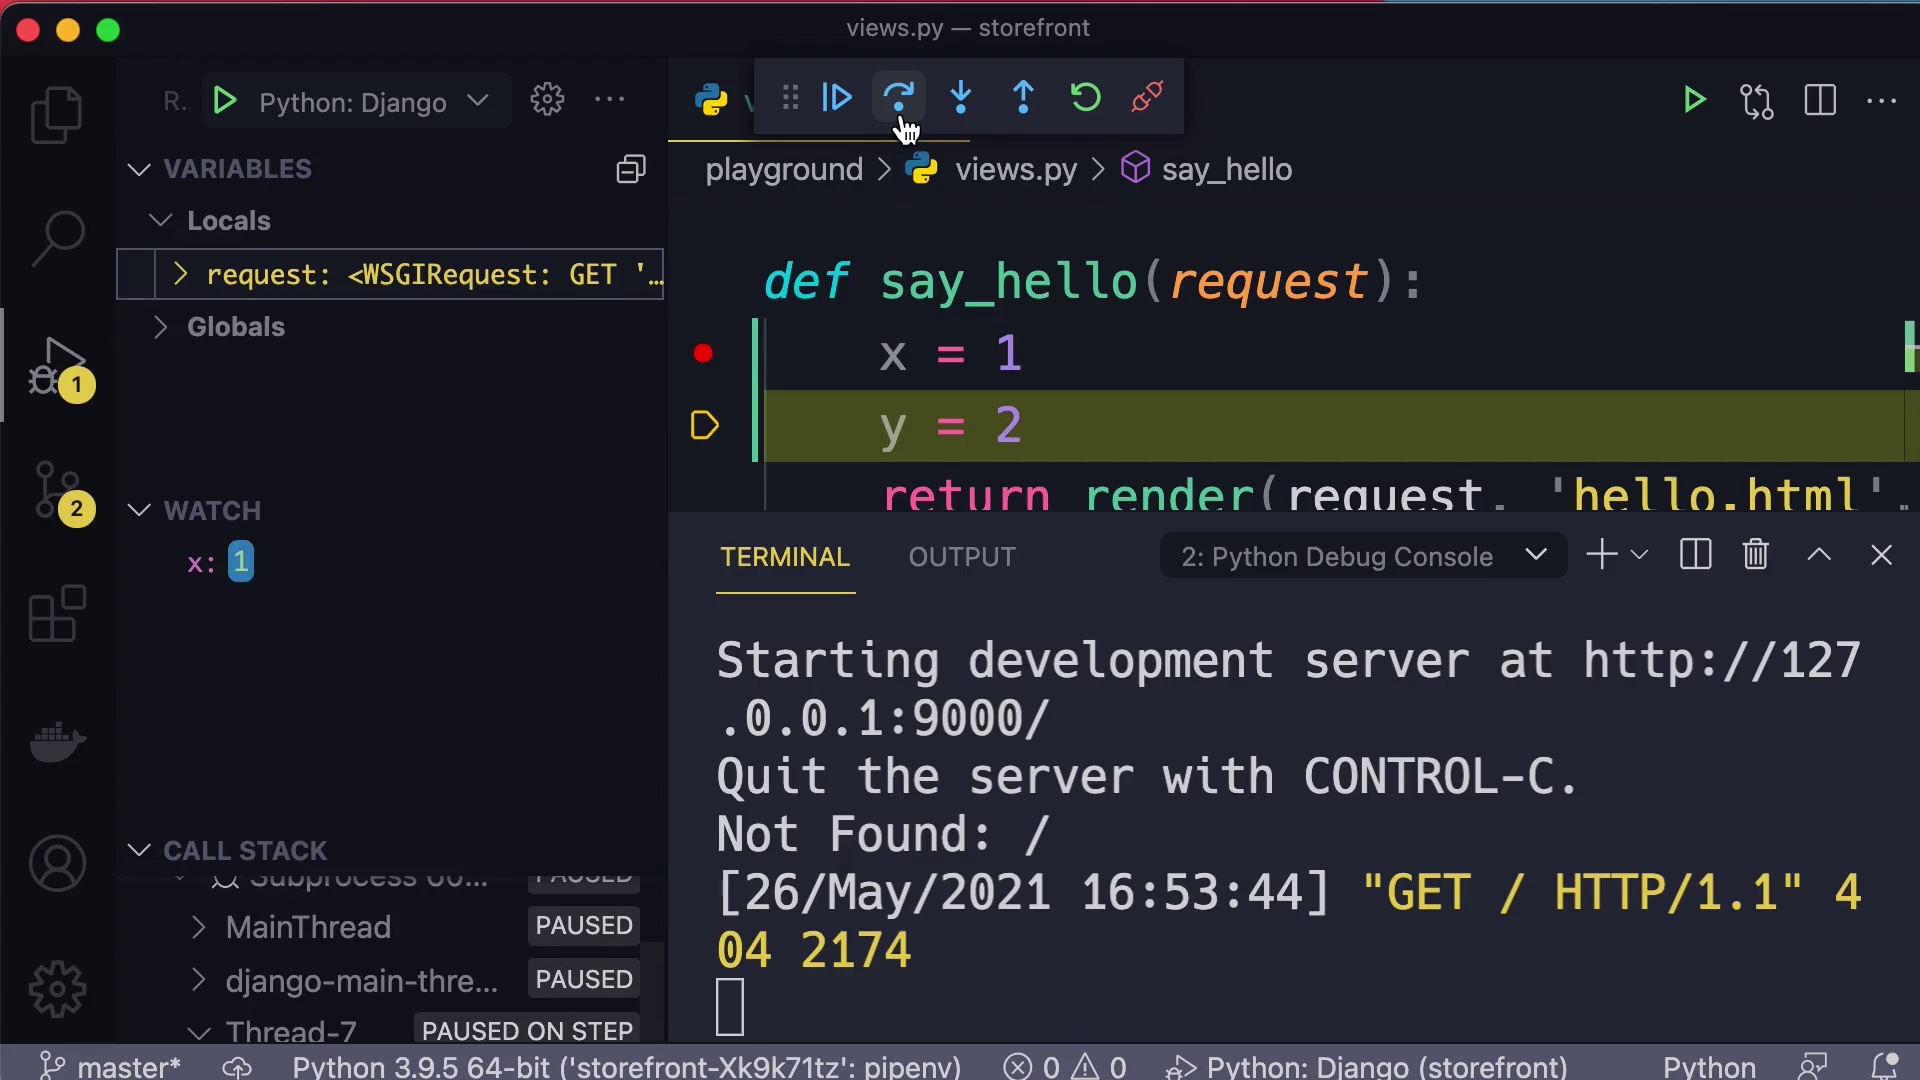 views.py — storefront
R..
Python: Django
VARIABLES
Locals
request: <WSGIRequest: GET '…
Globals
WATCH
x: 1
CALL STACK
MainThread PAUSED
django-main-thre… PAUSED
Thread-7 PAUSED ON STEP
playground > views.py > say_hello
def say_hello(request):
x = 1
y = 2
return render(request, 'hello.html',
TERMINAL OUTPUT 2: Python Debug Console
Starting development server at http://127
.0.0.1:9000/
Quit the server with CONTROL-C.
Not Found: /
[26/May/2021 16:53:44] "GET / HTTP/1.1" 4
04 2174
1
2
master* Python 3.9.5 64-bit ('storefront-Xk9k71tz': pipenv) 0 0 Python: Django (storefront) Python